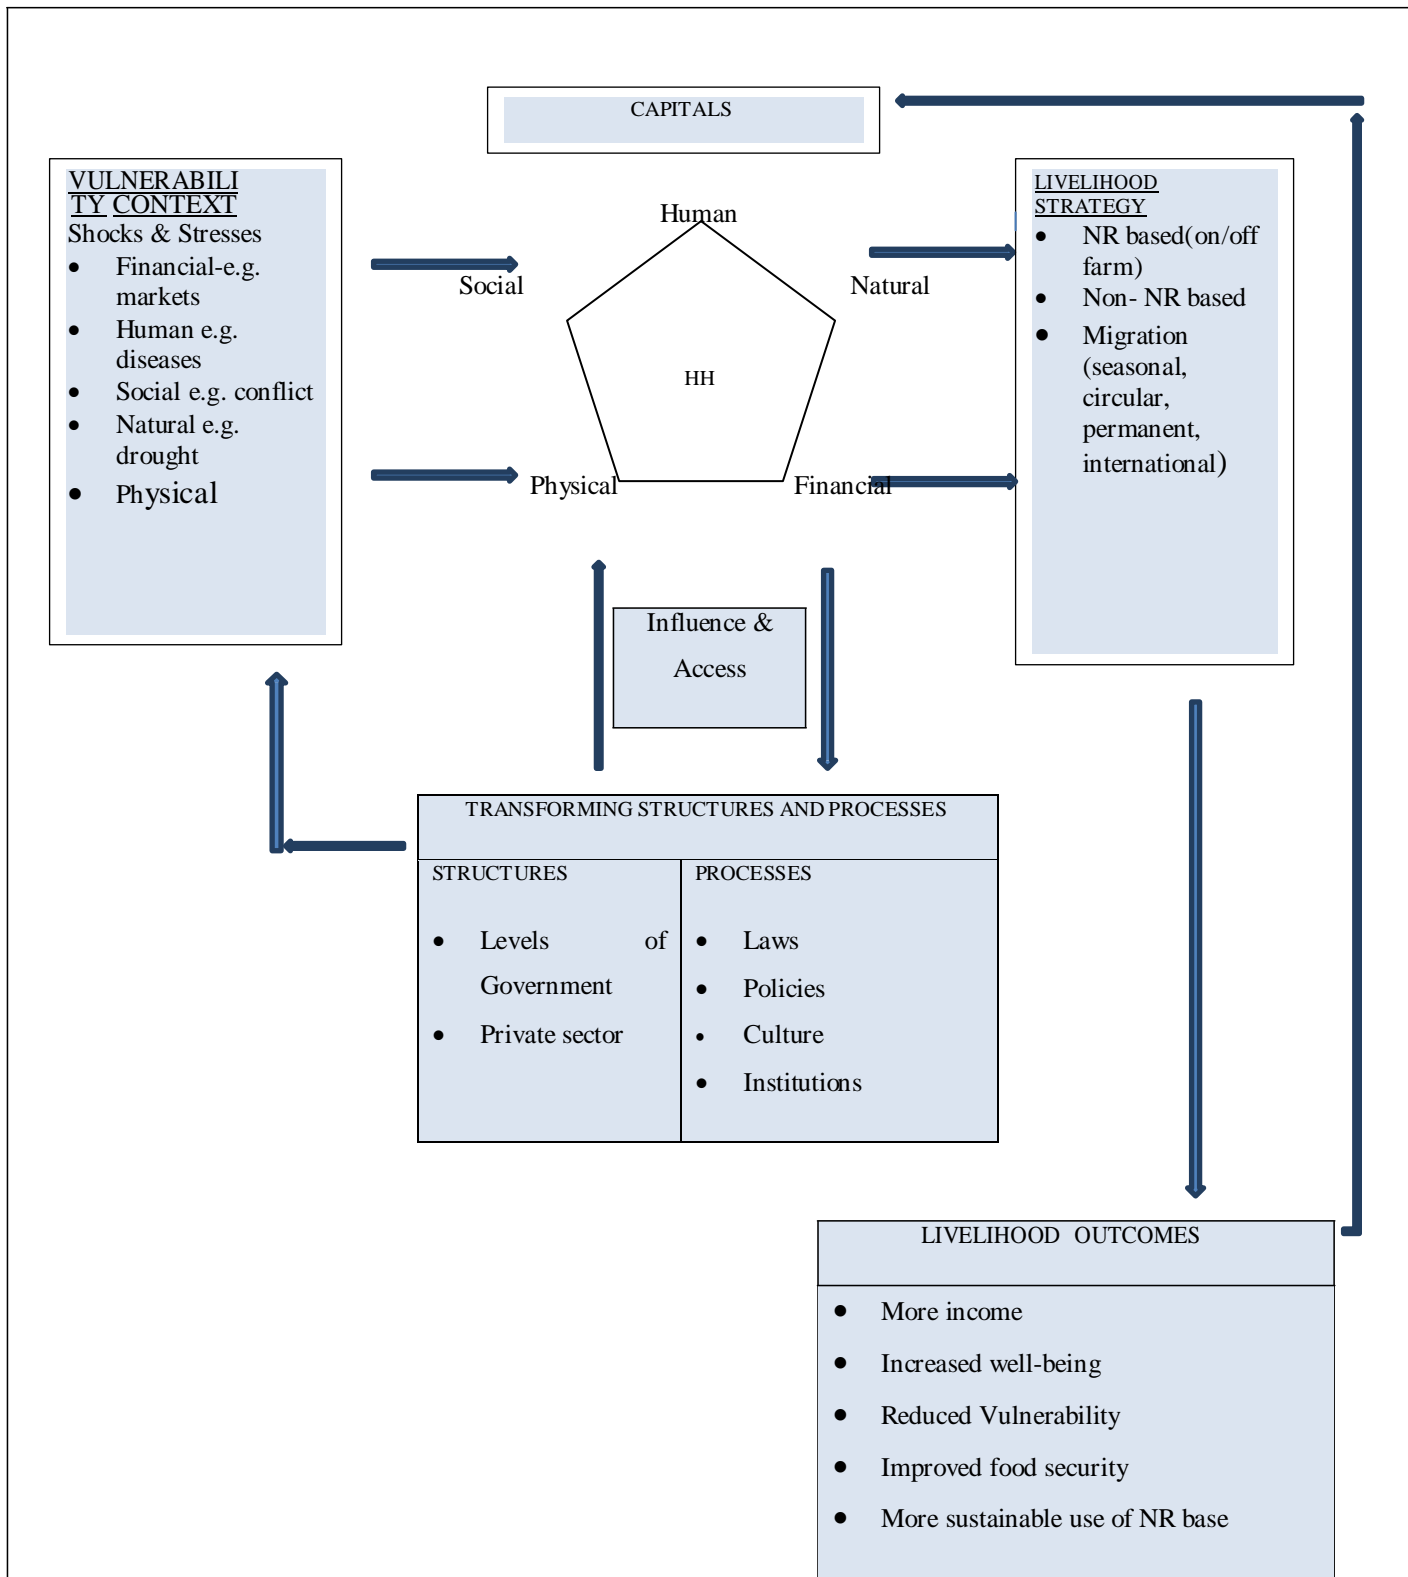 CAPITALS
VULNERABILI
TY CONTEXT
Shocks & Stresses
• Financial-e.g.
markets
• Human e.g.
diseases
• Social e.g. conflict
• Natural e.g.
drought
• Physical
Human
Social
Natural
HH
Physical
Financial
LIVELIHOOD
STRATEGY
• NR based(on/off
farm)
• Non- NR based
• Migration
(seasonal,
circular,
permanent,
international)
Influence &
Access
TRANSFORMING STRUCTURES AND PROCESSES
STRUCTURES
• Levels of
Government
• Private sector
PROCESSES
• Laws
• Policies
• Culture
• Institutions
LIVELIHOOD OUTCOMES
• More income
• Increased well-being
• Reduced Vulnerability
• Improved food security
• More sustainable use of NR base